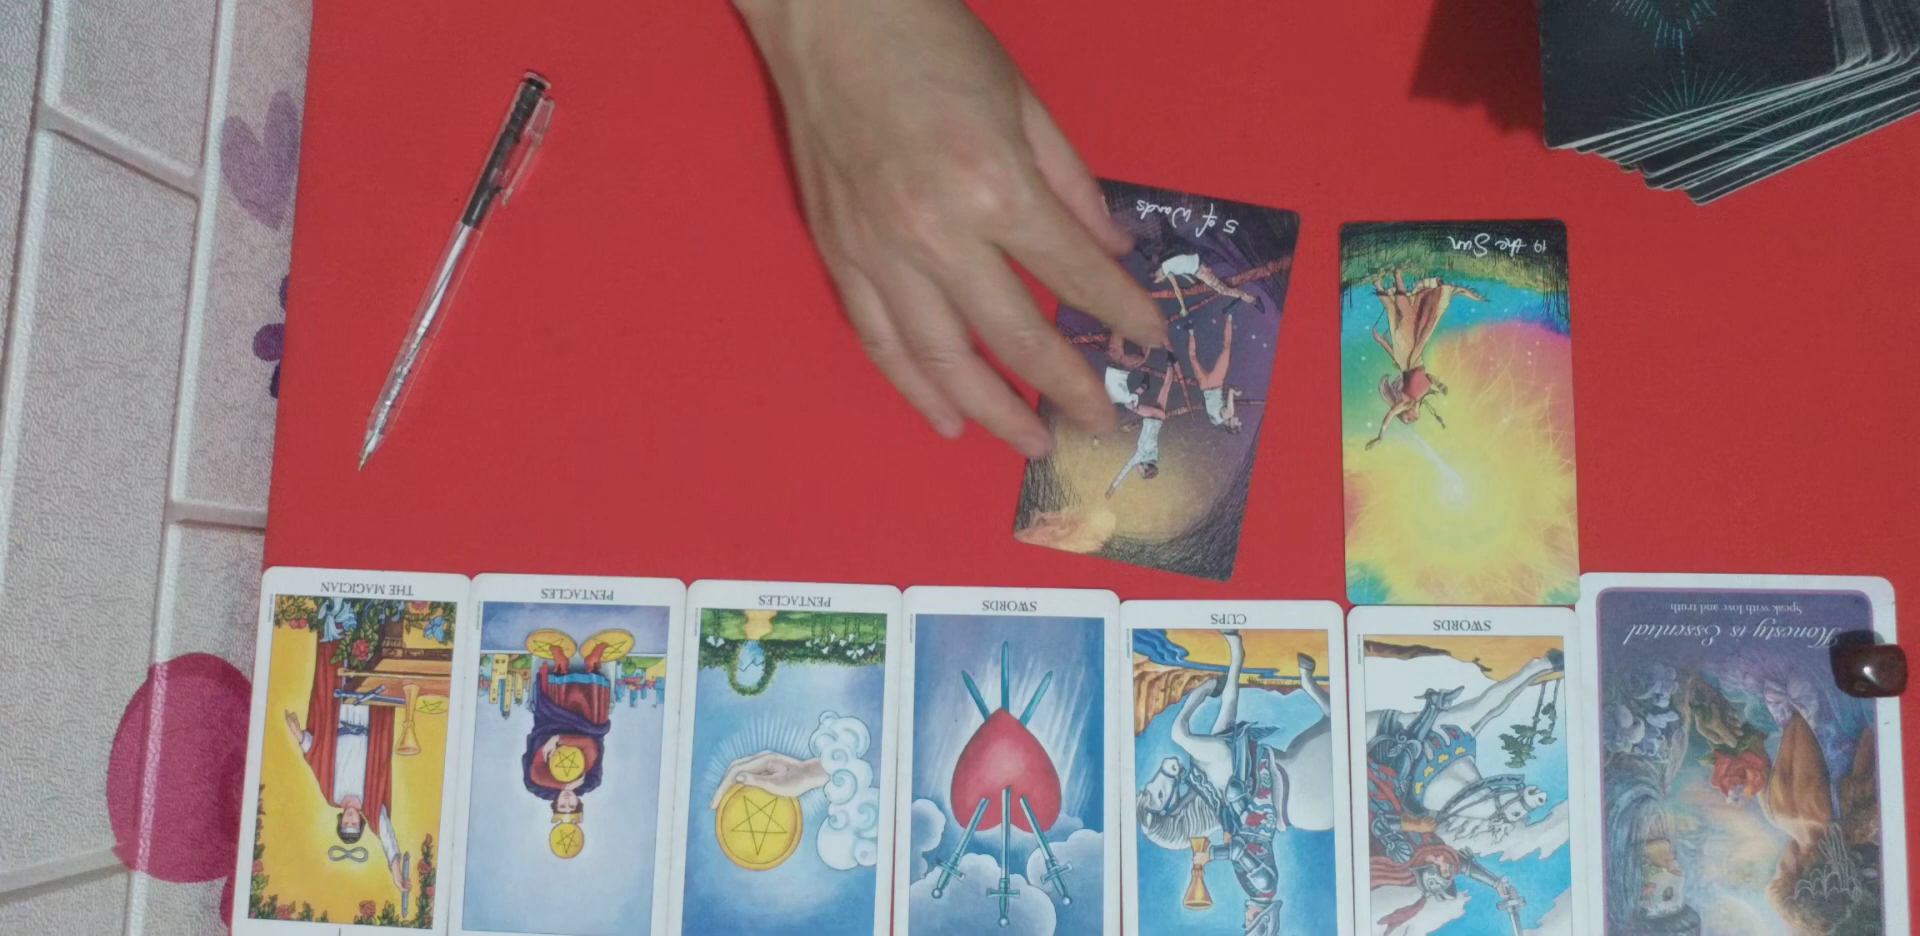 5 of Wands
19 the Sun
THE MAGICIAN
PENTACLES
PENTACLES
SWORDS
CUPS
SWORDS
Honesty is Essential
Speak with love and truth